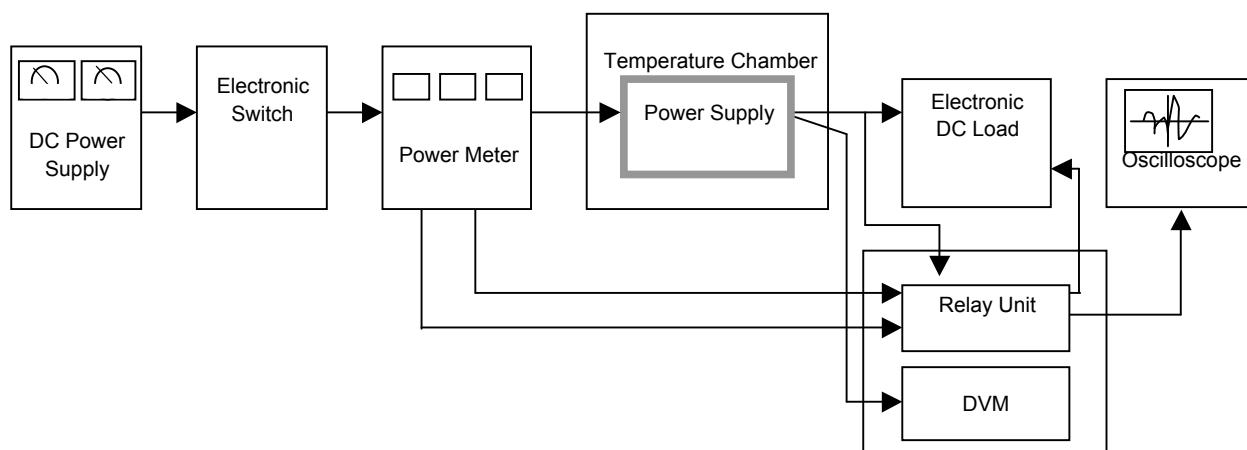 DC Power
Supply
Electronic
Switch
Power Meter
Temperature Chamber
Power Supply
Electronic
DC Load
Oscilloscope
Relay Unit
DVM